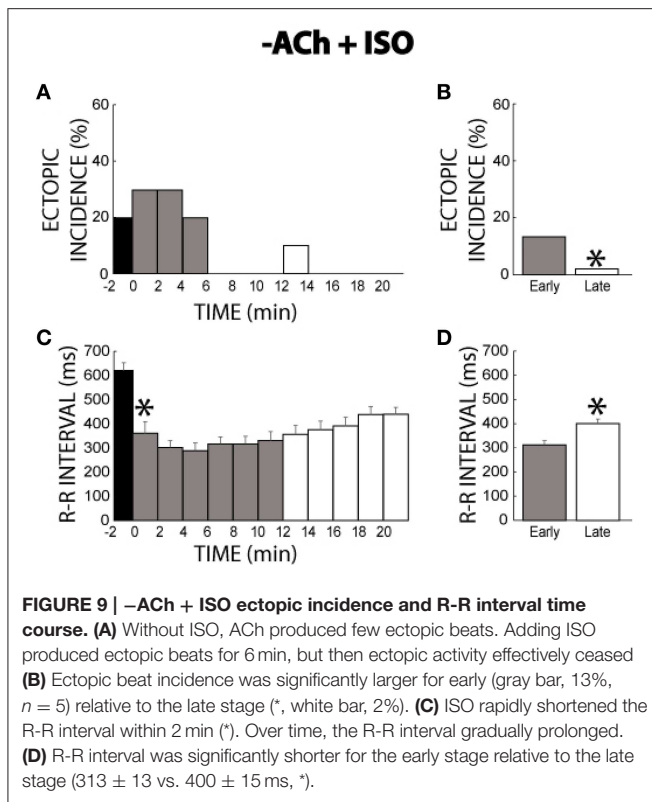 -ACh + ISO
A
ECTOPIC
INCIDENCE (%)
60
40
20
0
-2 0 2 4 6 8 10 12 14 16 18 20
TIME (min)
B
ECTOPIC
INCIDENCE (%)
60
40
20
0
*
Early Late
C
R-R INTERVAL (ms)
700
600
500
400
300
200
100
0
*
-2 0 2 4 6 8 10 12 14 16 18 20
TIME (min)
D
R-R INTERVAL (ms)
700
600
500
400
300
200
100
0
*
Early Late
FIGURE 9 | −ACh + ISO ectopic incidence and R-R interval time
course. (A) Without ISO, ACh produced few ectopic beats. Adding ISO
produced ectopic beats for 6 min, but then ectopic activity effectively ceased
(B) Ectopic beat incidence was significantly larger for early (gray bar, 13%,
n = 5) relative to the late stage (*, white bar, 2%). (C) ISO rapidly shortened the
R-R interval within 2 min (*). Over time, the R-R interval gradually prolonged.
(D) R-R interval was significantly shorter for the early stage relative to the late
stage (313 ± 13 vs. 400 ± 15 ms, *).